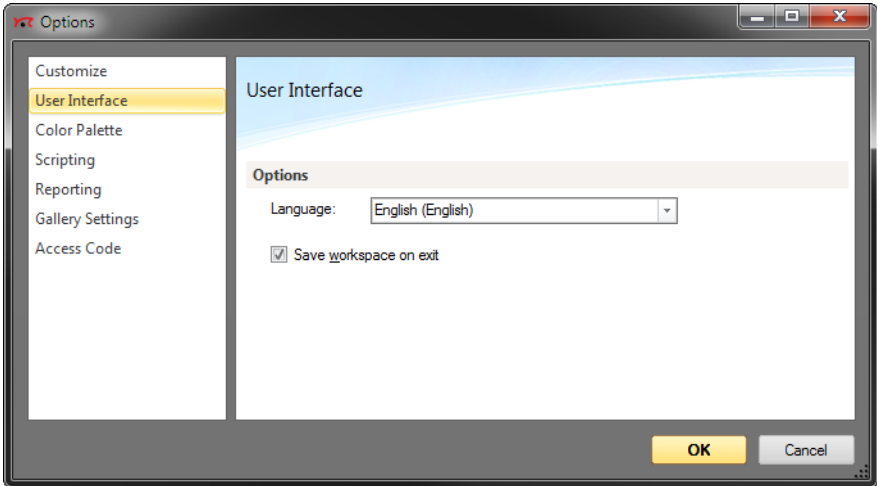 Options
Customize
User Interface
Color Palette
Scripting
Reporting
Gallery Settings
Access Code
User Interface
Options
Language: English (English)
Save workspace on exit
OK Cancel